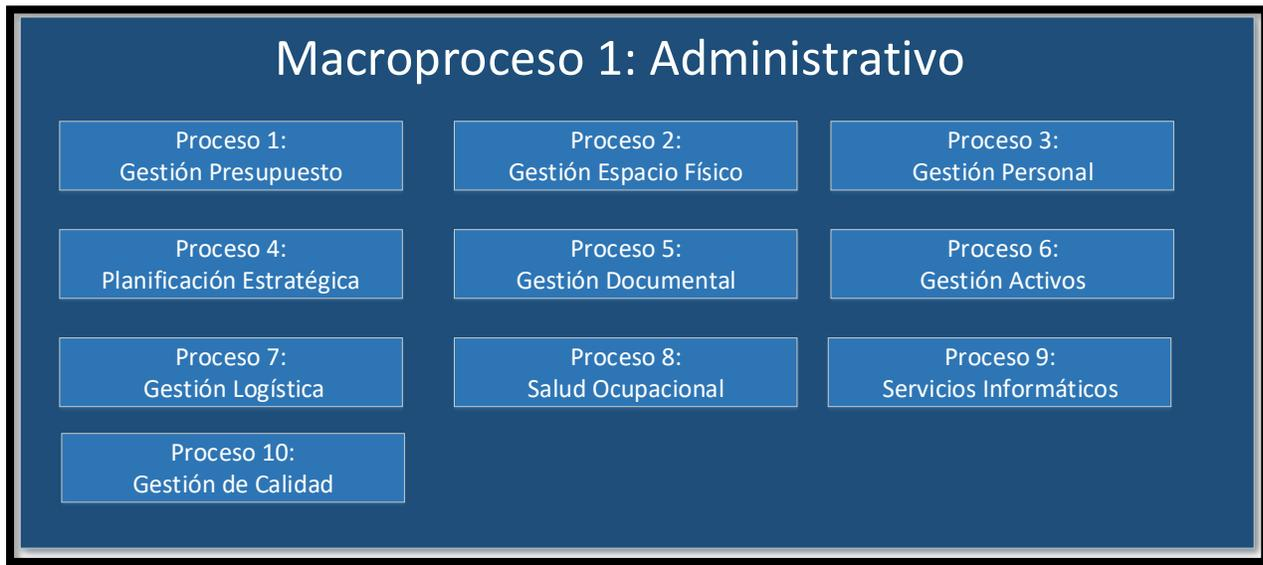 Macroproceso 1: Administrativo
Proceso 1:
Gestión Presupuesto
Proceso 2:
Gestión Espacio Físico
Proceso 3:
Gestión Personal
Proceso 4:
Planificación Estratégica
Proceso 5:
Gestión Documental
Proceso 6:
Gestión Activos
Proceso 7:
Gestión Logística
Proceso 8:
Salud Ocupacional
Proceso 9:
Servicios Informáticos
Proceso 10:
Gestión de Calidad